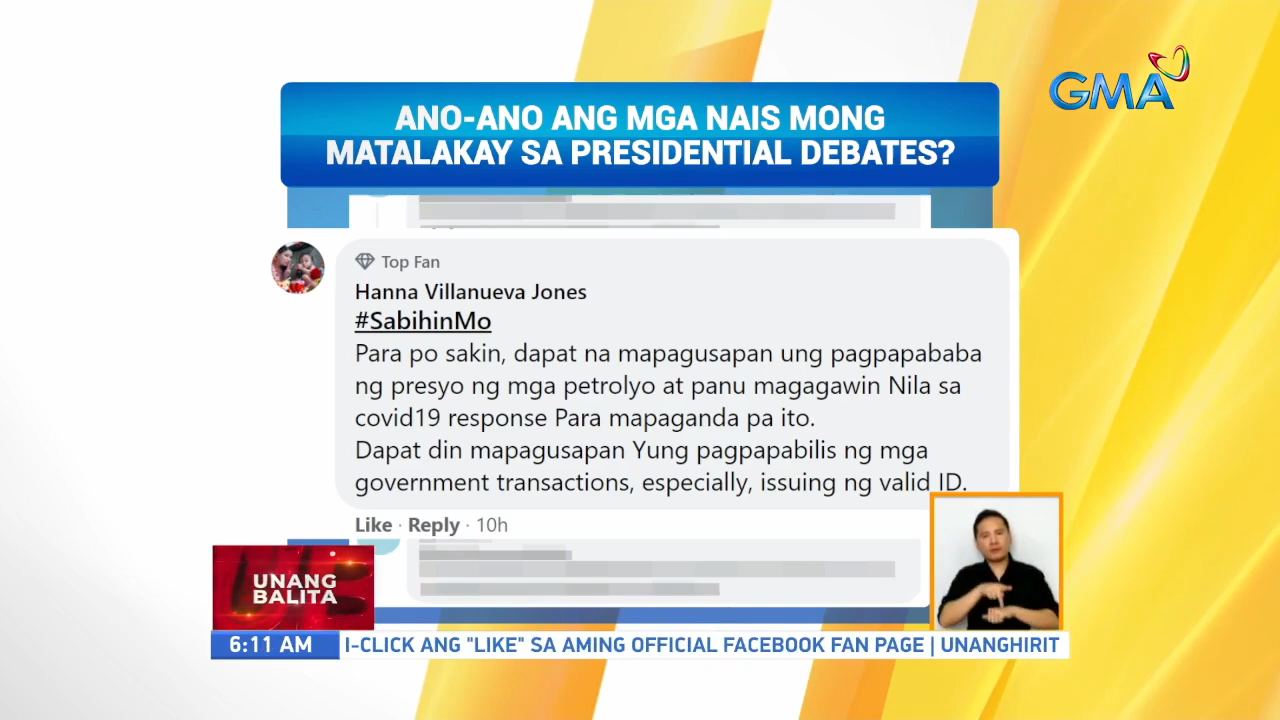 GMA
ANO-ANO ANG MGA NAIS MONG
MATALAKAY SA PRESIDENTIAL DEBATES?
Top Fan
Hanna Villanueva Jones
#SabihinMo
Para po sakin, dapat na mapagusapan ung pagpapababa
ng presyo ng mga petrolyo at panu magagawin Nila sa
covid19 response Para mapaganda pa ito.
Dapat din mapagusapan Yung pagpapabilis ng mga
government transactions, especially, issuing ng valid ID.
Like · Reply · 10h
UNANG
BALITA
6:11 AM
I-CLICK ANG "LIKE" SA AMING OFFICIAL FACEBOOK FAN PAGE | UNANGHIRIT